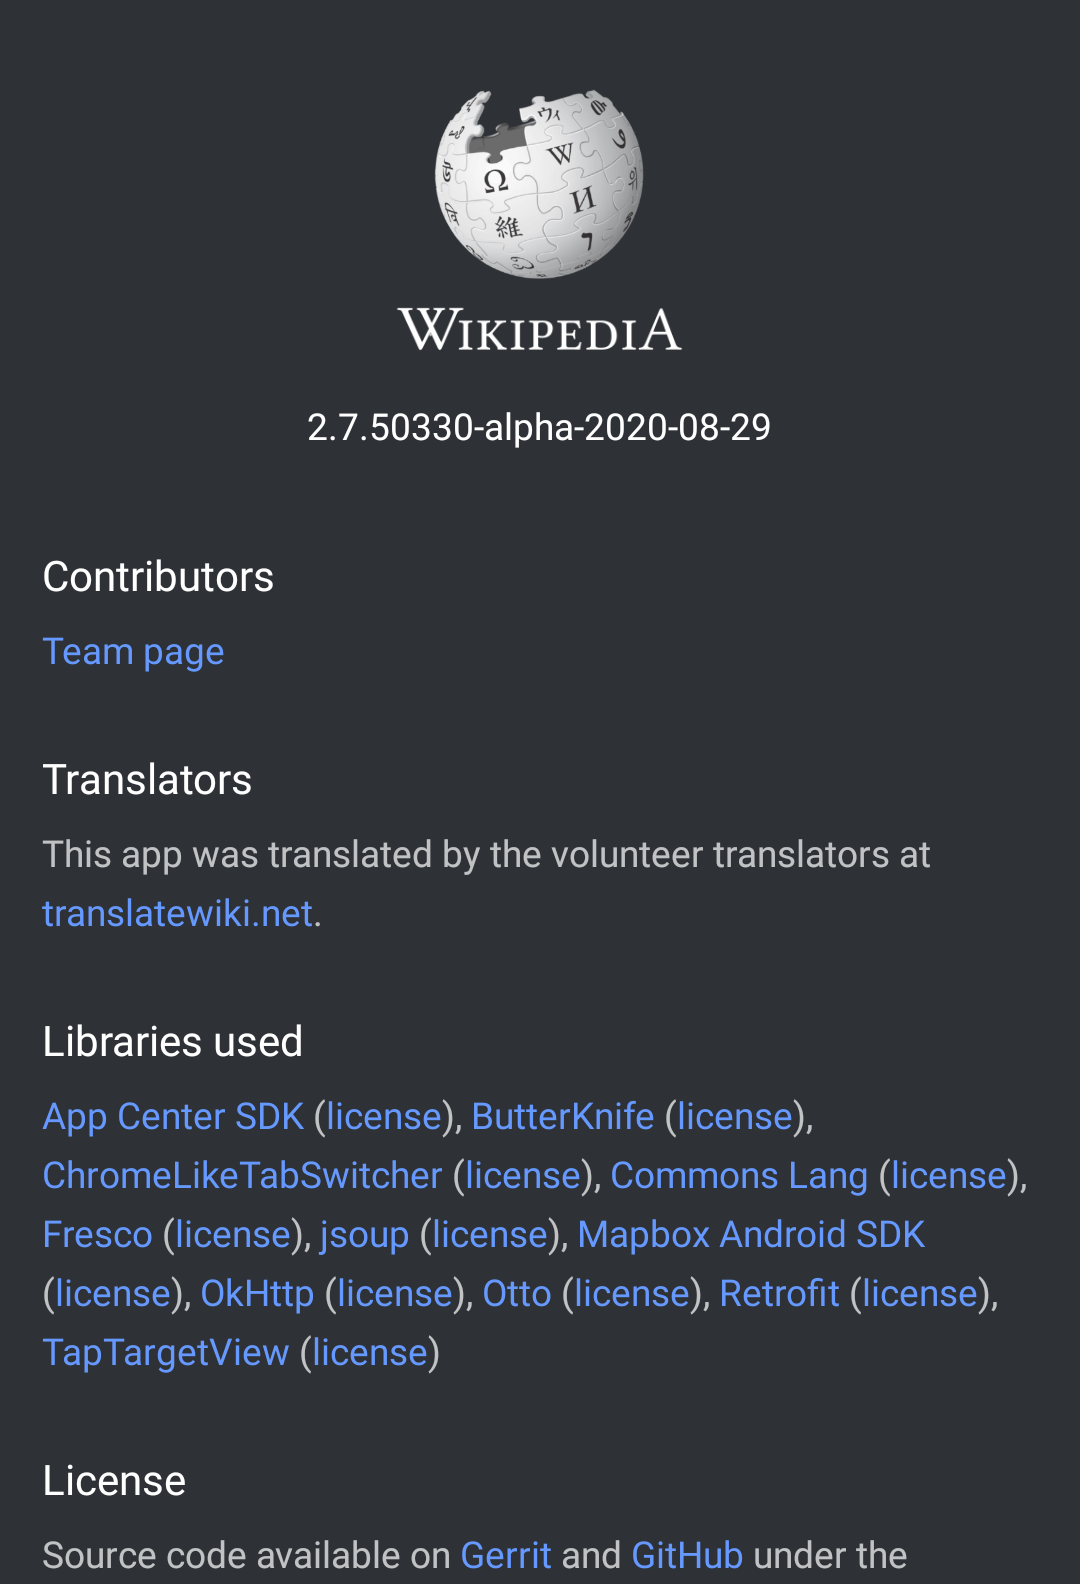 ウィ
W
Ω
И
維
WIKIPEDIA
2.7.50330-alpha-2020-08-29
Contributors
Team page
Translators
This app was translated by the volunteer translators at
translatewiki.net.
Libraries used
App Center SDK (license), ButterKnife (license),
ChromeLikeTabSwitcher (license), Commons Lang (license),
Fresco (license), jsoup (license), Mapbox Android SDK
(license), OkHttp (license), Otto (license), Retrofit (license),
TapTargetView (license)
License
Source code available on Gerrit and GitHub under the